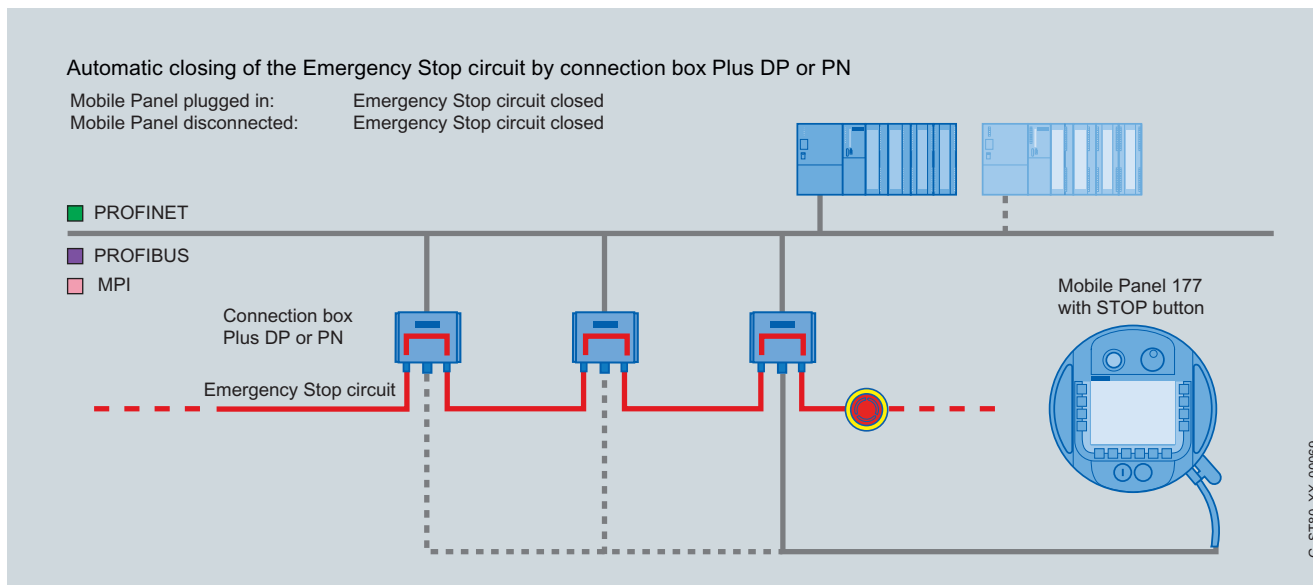 Automatic closing of the Emergency Stop circuit by connection box Plus DP or PN
Mobile Panel plugged in: Emergency Stop circuit closed
Mobile Panel disconnected: Emergency Stop circuit closed
PROFINET
PROFIBUS
MPI
Connection box
Plus DP or PN
Emergency Stop circuit
Mobile Panel 177
with STOP button